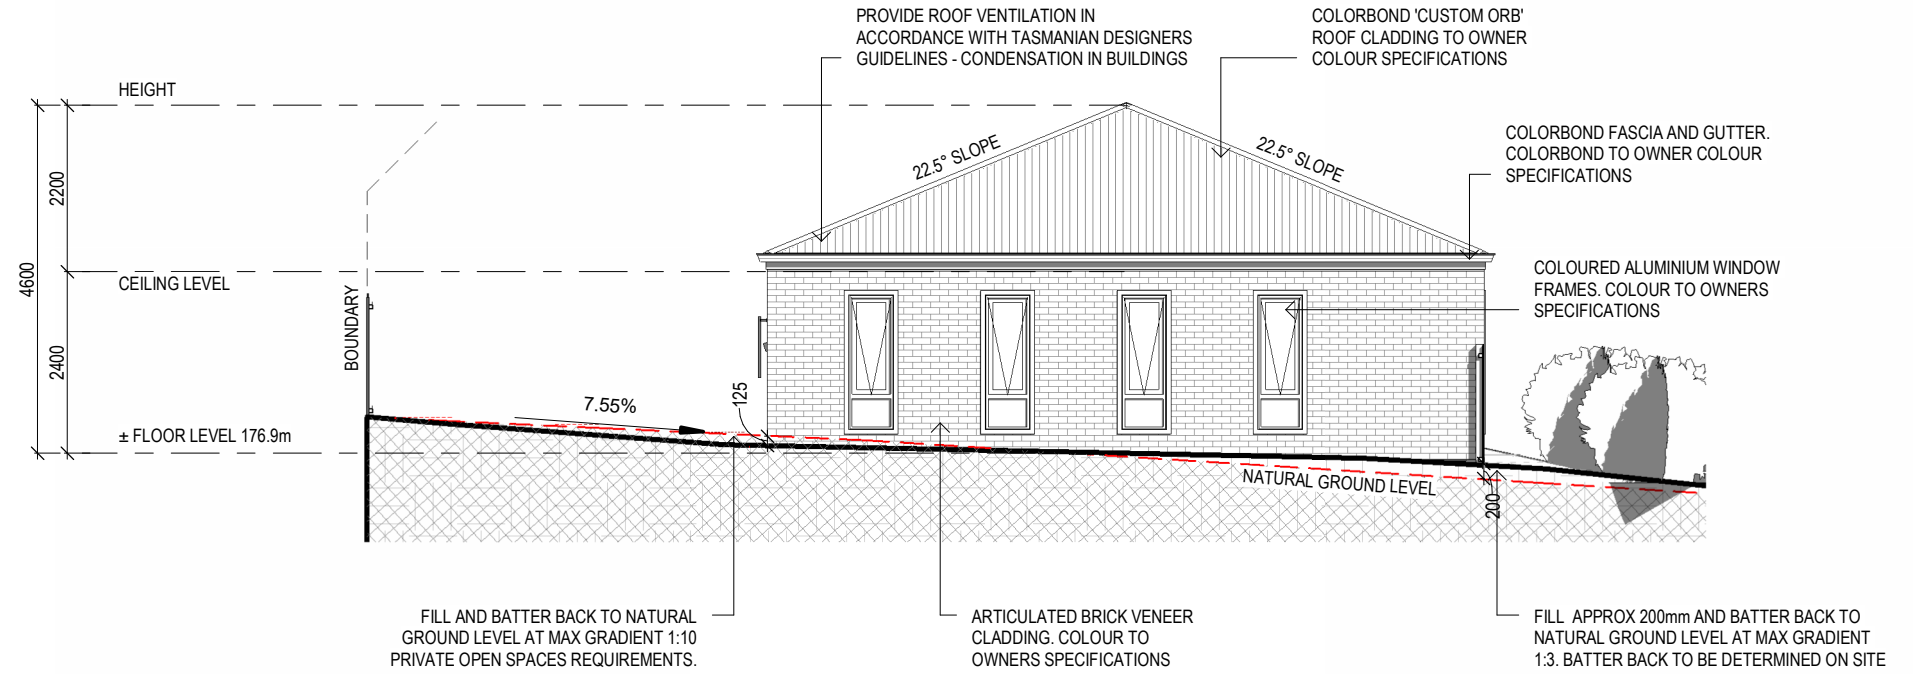 PROVIDE ROOF VENTILATION IN
ACCORDANCE WITH TASMANIAN DESIGNERS
GUIDELINES - CONDENSATION IN BUILDINGS
COLORBOND 'CUSTOM ORB'
ROOF CLADDING TO OWNER
COLOUR SPECIFICATIONS
HEIGHT
COLORBOND FASCIA AND GUTTER.
COLORBOND TO OWNER COLOUR
SPECIFICATIONS
22.5° SLOPE
22.5° SLOPE
2200
4600
CEILING LEVEL
COLOURED ALUMINIUM WINDOW
FRAMES. COLOUR TO OWNERS
SPECIFICATIONS
BOUNDARY
2400
7.55%
125
± FLOOR LEVEL 176.9m
NATURAL GROUND LEVEL
200
FILL AND BATTER BACK TO NATURAL
GROUND LEVEL AT MAX GRADIENT 1:10
PRIVATE OPEN SPACES REQUIREMENTS.
ARTICULATED BRICK VENEER
CLADDING. COLOUR TO
OWNERS SPECIFICATIONS
FILL APPROX 200mm AND BATTER BACK TO
NATURAL GROUND LEVEL AT MAX GRADIENT
1:3. BATTER BACK TO BE DETERMINED ON SITE